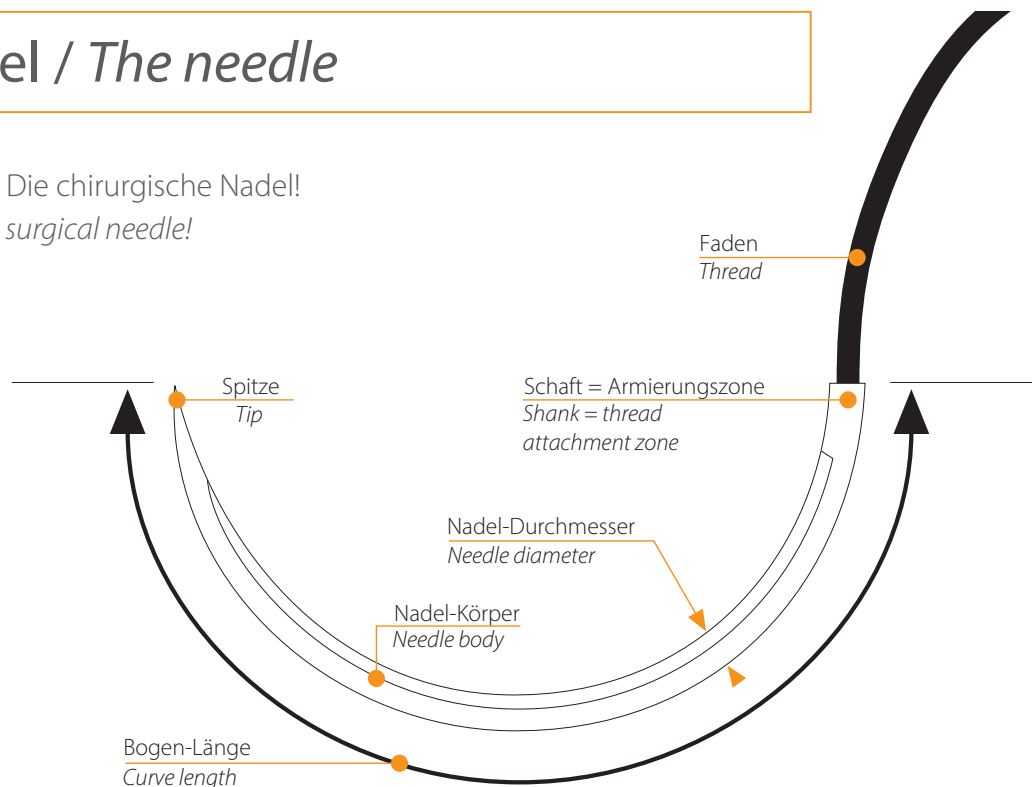 el / The needle
Die chirurgische Nadel!
surgical needle!
Faden
Thread
Spitze
Tip
Schaft = Armierungszone
Shank = thread
attachment zone
Nadel-Durchmesser
Needle diameter
Nadel-Körper
Needle body
Bogen-Länge
Curve length